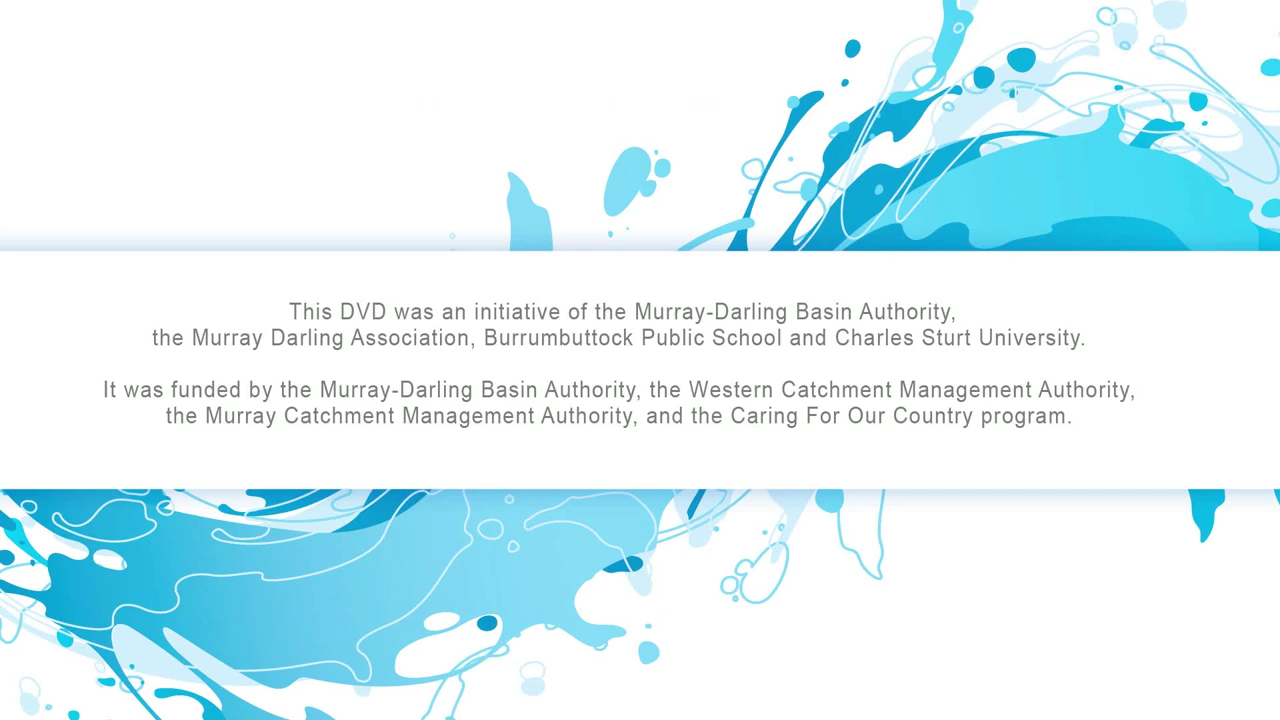 This DVD was an initiative of the Murray-Darling Basin Authority,
the Murray Darling Association, Burrumbuttock Public School and Charles Sturt University.
It was funded by the Murray-Darling Basin Authority, the Western Catchment Management Authority,
the Murray Catchment Management Authority, and the Caring For Our Country program.